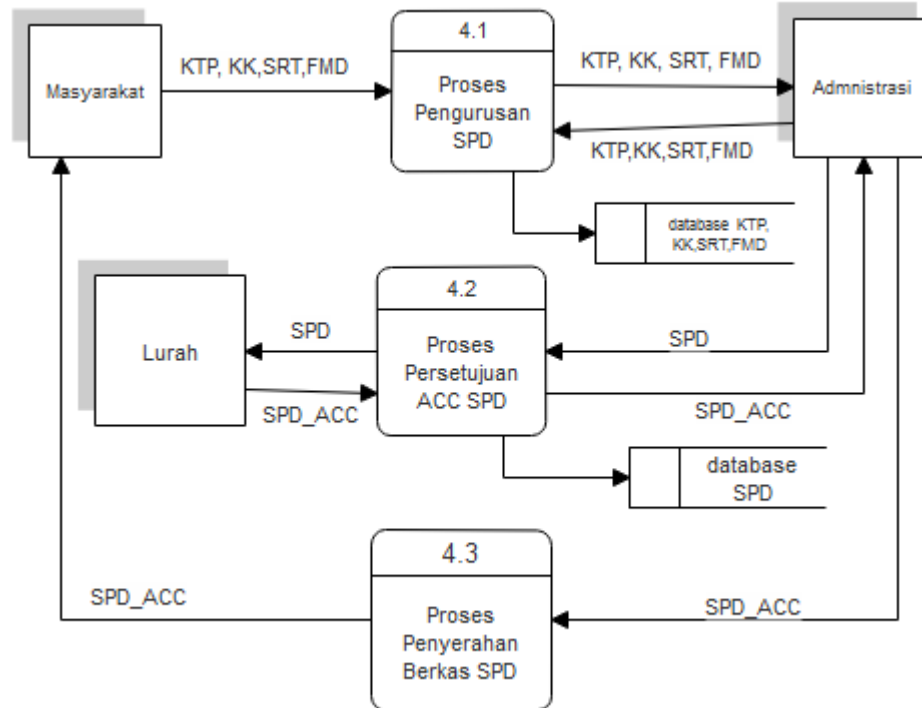 4.1
KTP, KK,SRT,FMD
KTP, KK, SRT, FMD
Masyarakat
Proses
Pengurusan
SPD
Admnistrasi
KTP,KK,SRT,FMD
database KTP,
KK,SRT,FMD
4.2
SPD
SPD
Lurah
Proses
Persetujuan
ACC SPD
SPD_ACC
SPD_ACC
database
SPD
4.3
SPD_ACC
SPD_ACC
Proses
Penyerahan
Berkas SPD